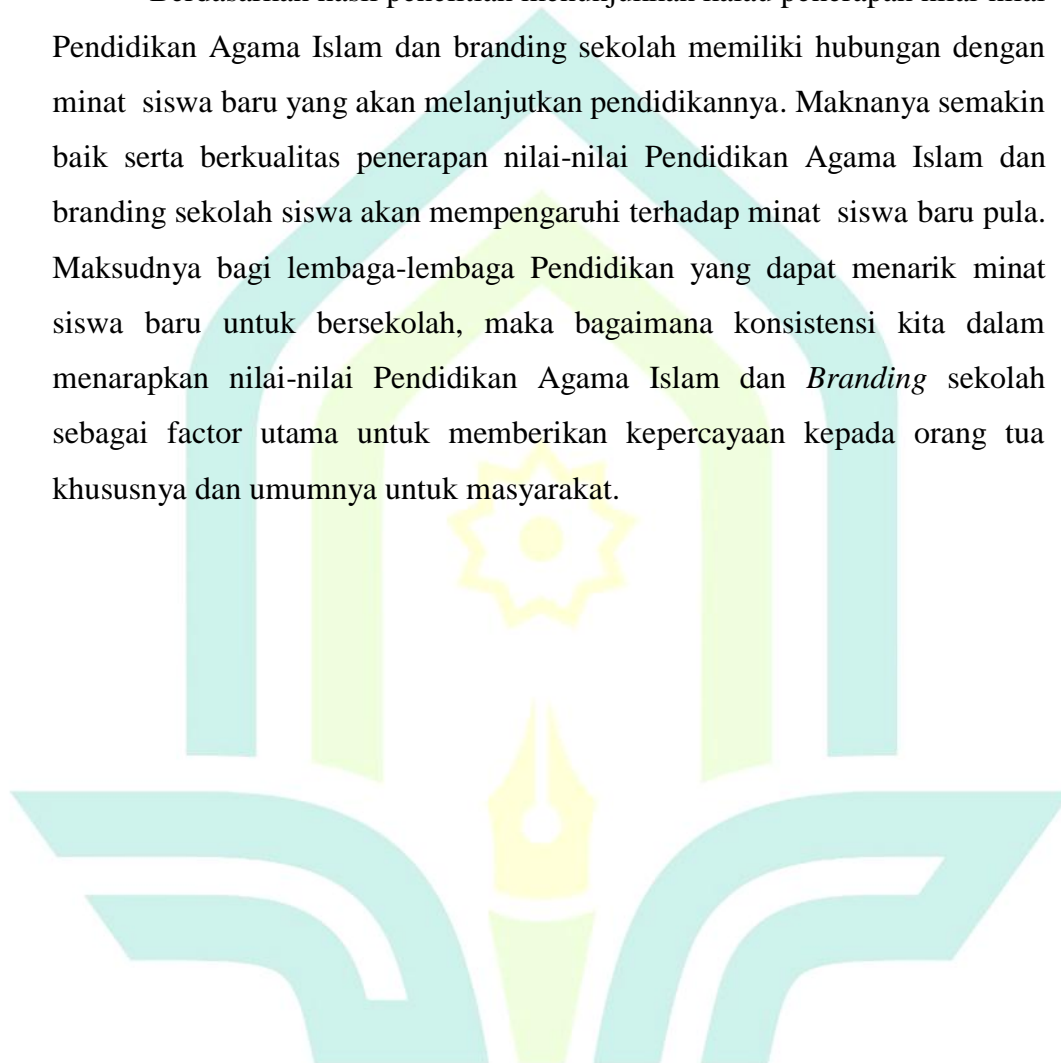 Pendidikan Agama Islam dan branding sekolah memiliki hubungan dengan
minat siswa baru yang akan melanjutkan pendidikannya. Maknanya semakin
baik serta berkualitas penerapan nilai-nilai Pendidikan Agama Islam dan
branding sekolah siswa akan mempengaruhi terhadap minat siswa baru pula.
Maksudnya bagi lembaga-lembaga Pendidikan yang dapat menarik minat
siswa baru untuk bersekolah, maka bagaimana konsistensi kita dalam
menarapkan nilai-nilai Pendidikan Agama Islam dan Branding sekolah
sebagai factor utama untuk memberikan kepercayaan kepada orang tua
khususnya dan umumnya untuk masyarakat.